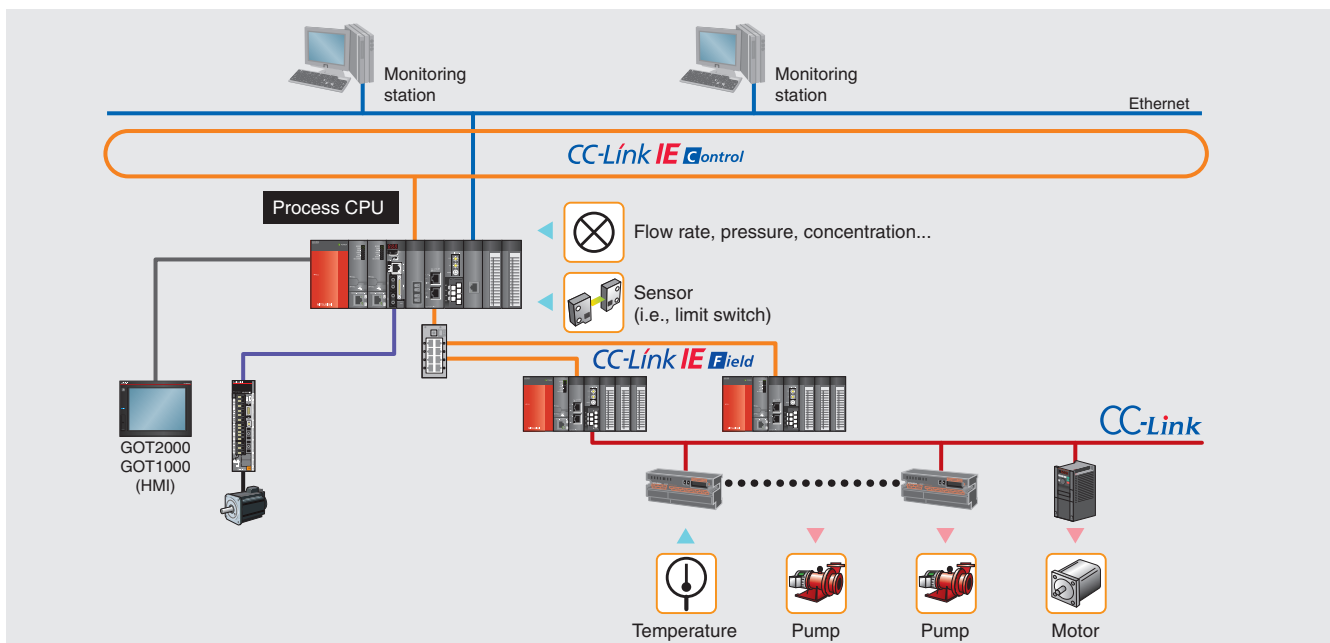 Monitoring
station
Monitoring
station
Ethernet
CC-Link IE Control
Process CPU
Flow rate, pressure, concentration...
Sensor
(i.e., limit switch)
CC-Link IE Field
CC-Link
GOT2000
GOT1000
(HMI)
Temperature
Pump
Pump
Motor